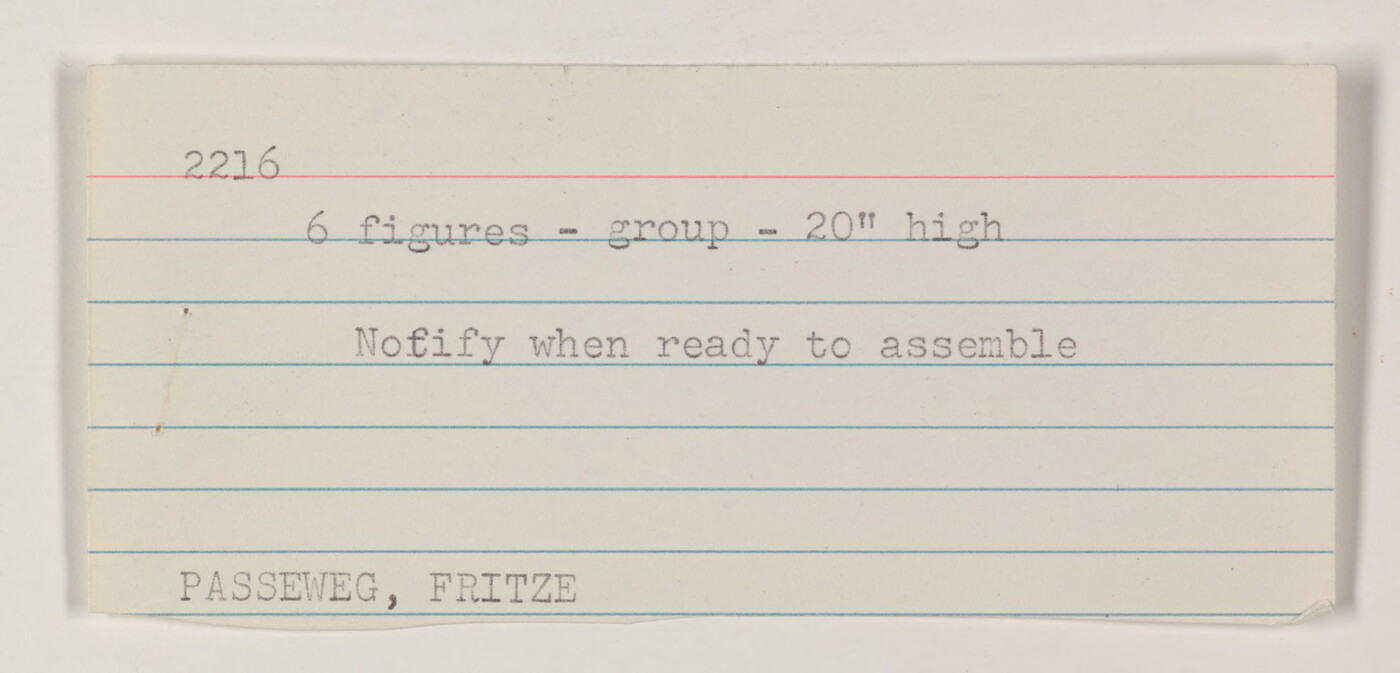 2216
6 figures - group - 20" high
Nofify when ready to assemble
PASSEWEG, FRITZE